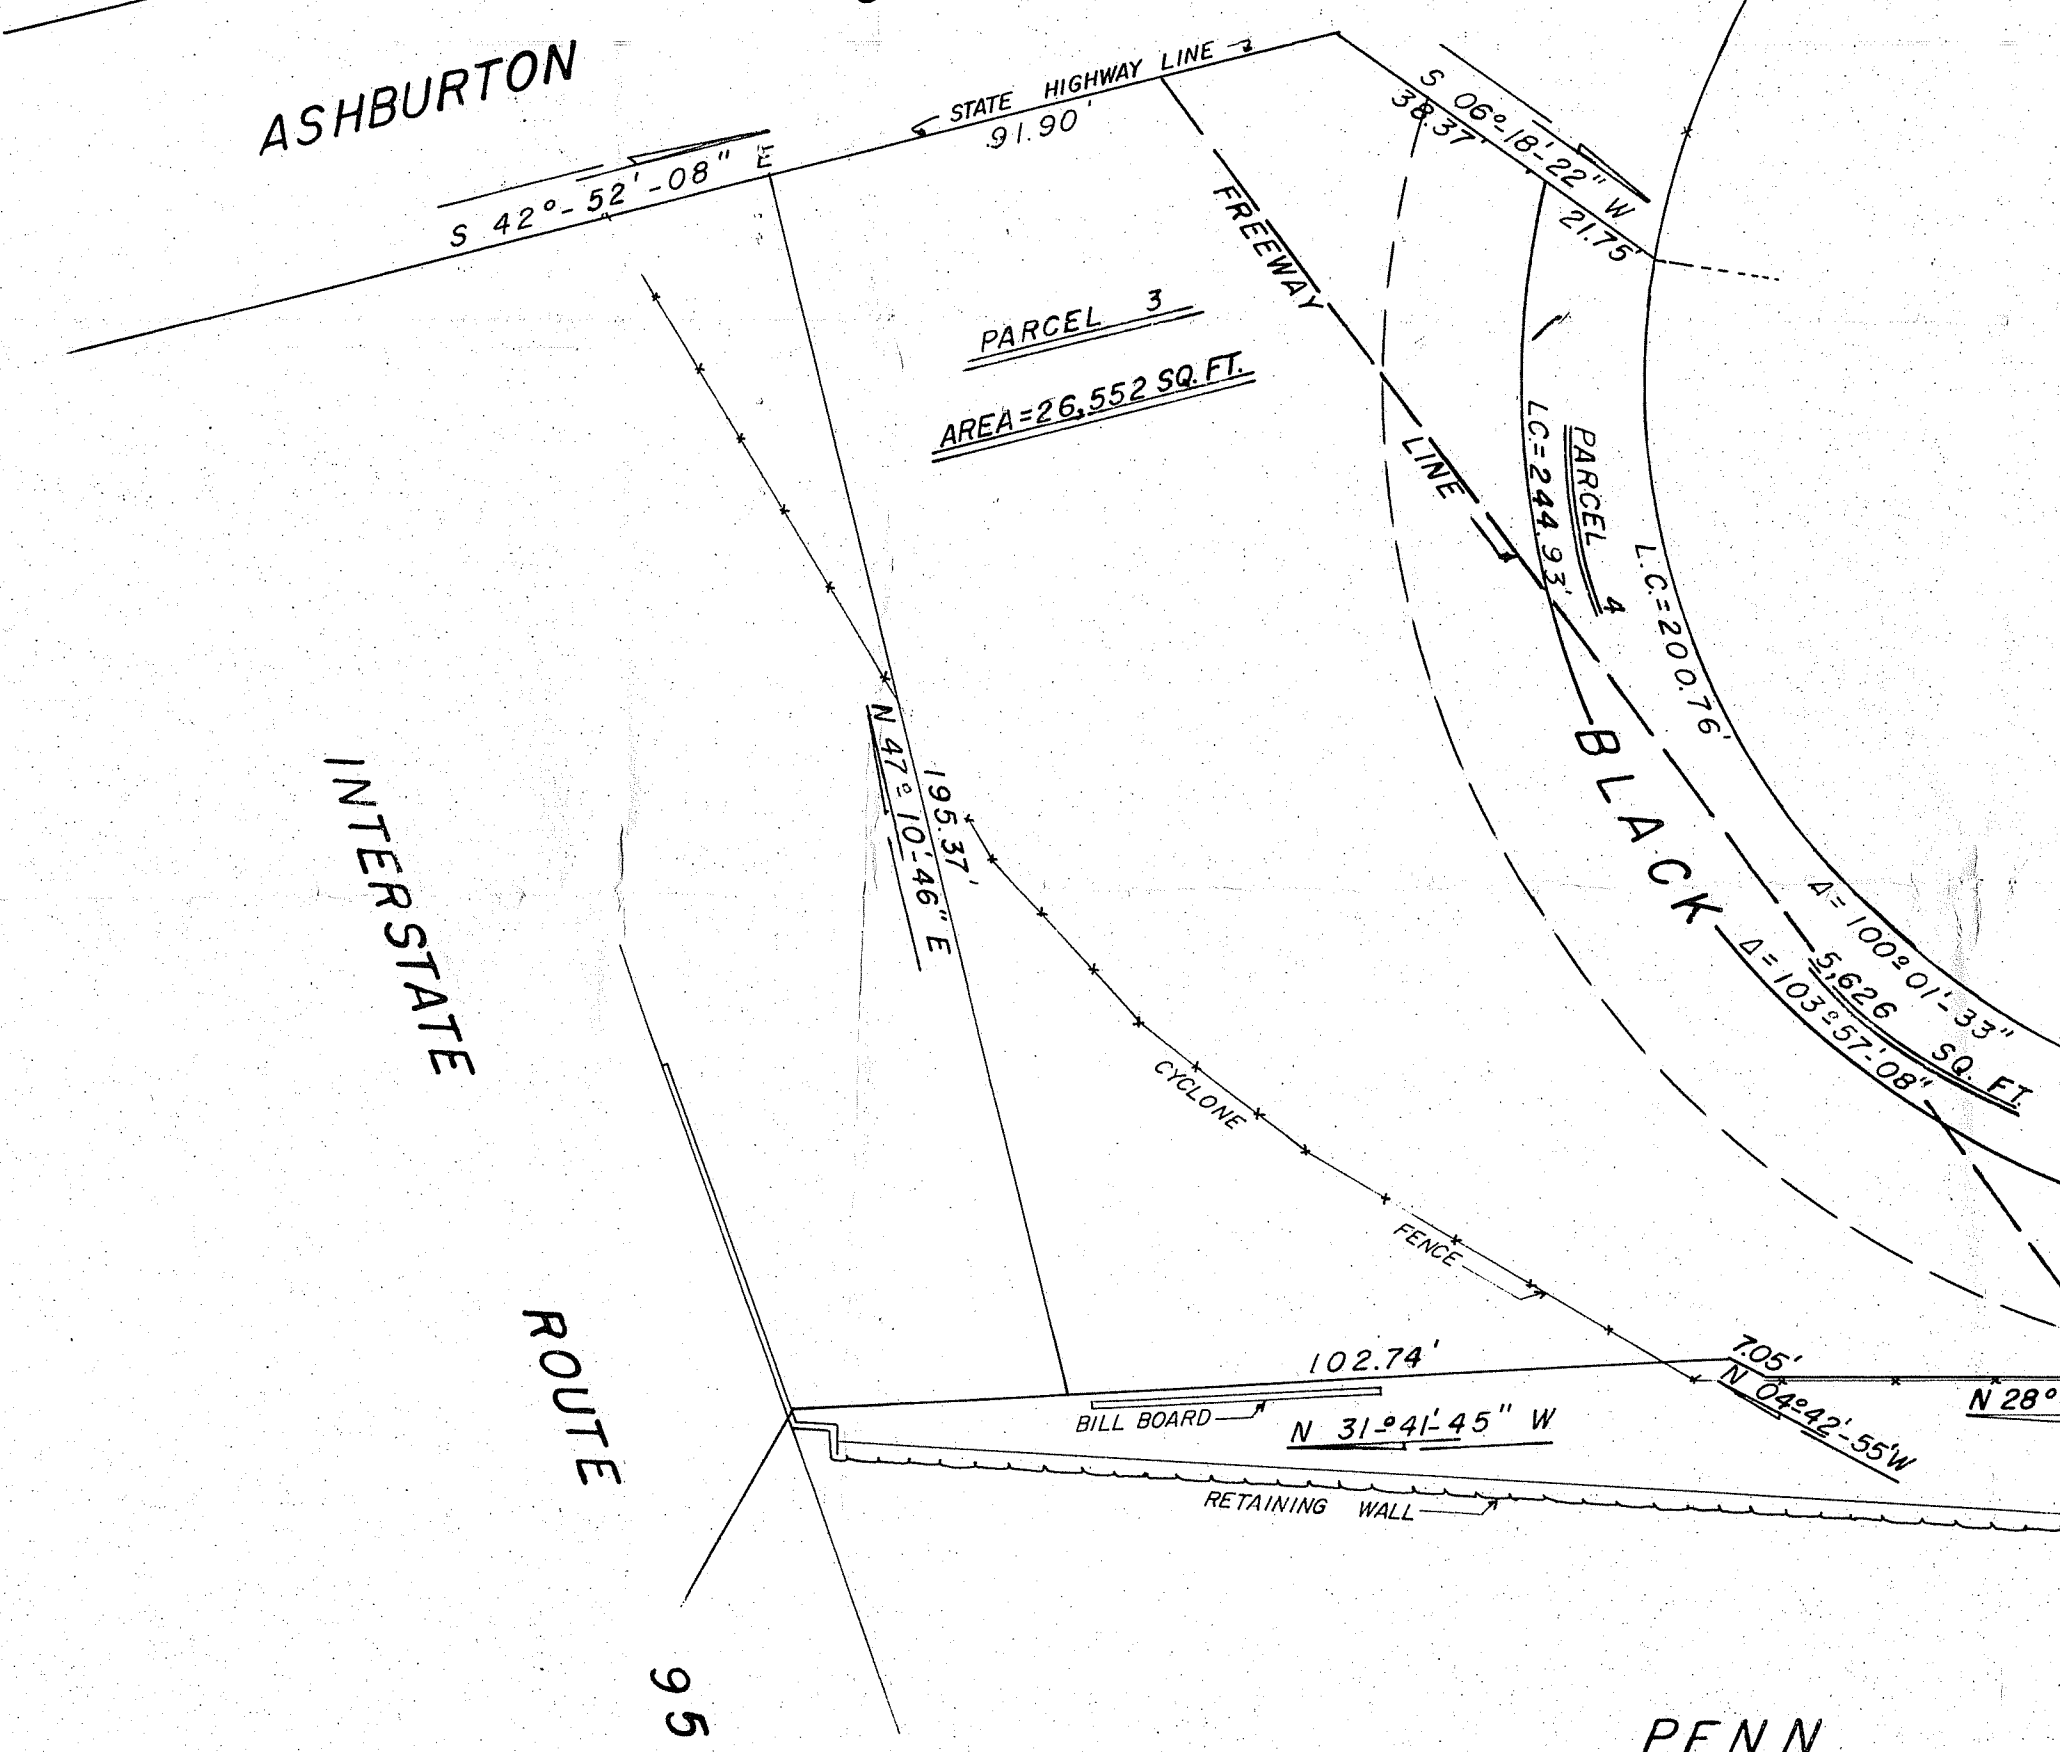 ASHBURTON
S 42°-52'-08" E
STATE HIGHWAY LINE
91.90'
S 06°-18'-22" W
38.37'
21.75'
FREEWAY LINE
PARCEL 3
AREA=26,552 SQ. FT.
LC=244.93'
PARCEL 4
L.C.=200.76'
N 47° 10'-46" E
195.37'
INTERSTATE
BLACK
Δ=100°01'-33"
5,626 SQ. FT.
Δ=103°-57'-08"
CYCLONE
FENCE
ROUTE
102.74'
7.05'
BILL BOARD
N 31-°41'-45" W
N 04°42'-55'W
N 28°
RETAINING WALL
95
PENN